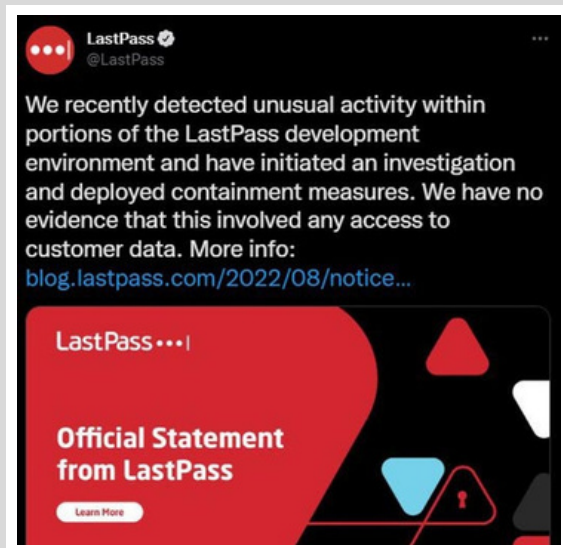 LastPass
@LastPass
We recently detected unusual activity within
portions of the LastPass development
environment and have initiated an investigation
and deployed containment measures. We have no
evidence that this involved any access to
customer data. More info:
blog.lastpass.com/2022/08/notice...
LastPass
Official Statement
from LastPass
Learn More